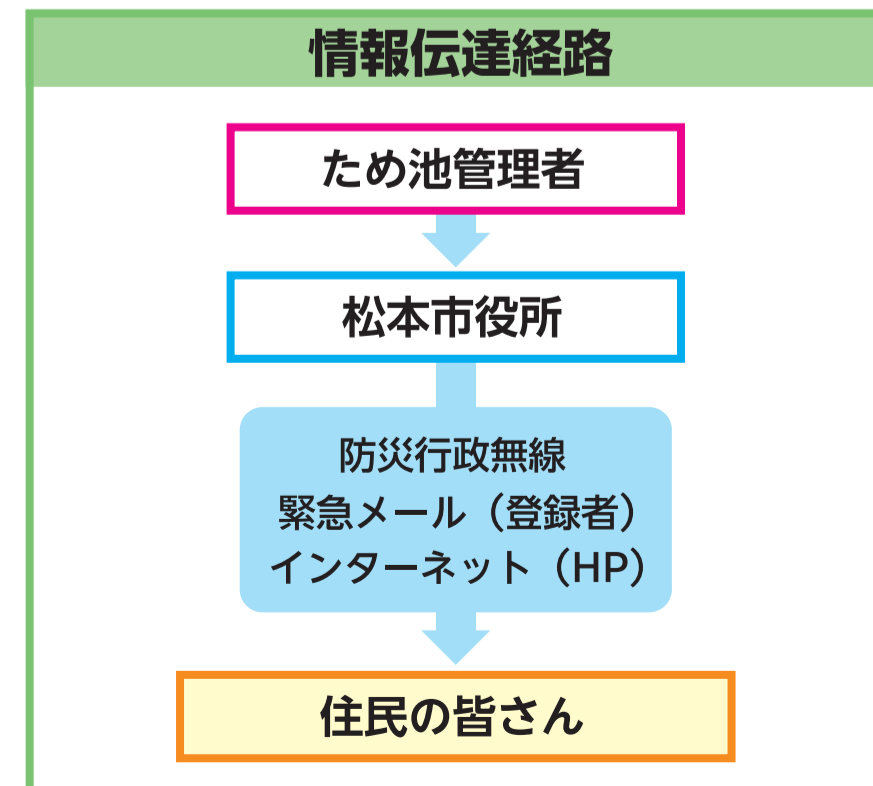 情報伝達経路
ため池管理者
松本市役所
防災行政無線
緊急メール（登録者）
インターネット（HP）
住民の皆さん